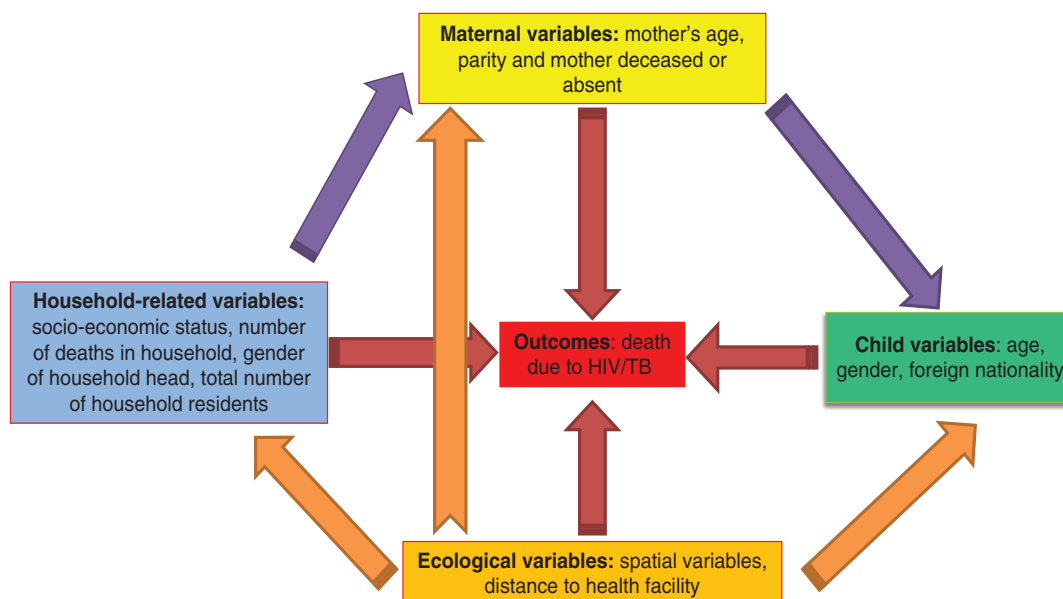 Maternal variables: mother's age,
parity and mother deceased or
absent
Household-related variables:
socio-economic status, number
of deaths in household, gender
of household head, total number
of household residents
Outcomes: death
due to HIV/TB
Child variables: age,
gender, foreign nationality
Ecological variables: spatial variables,
distance to health facility